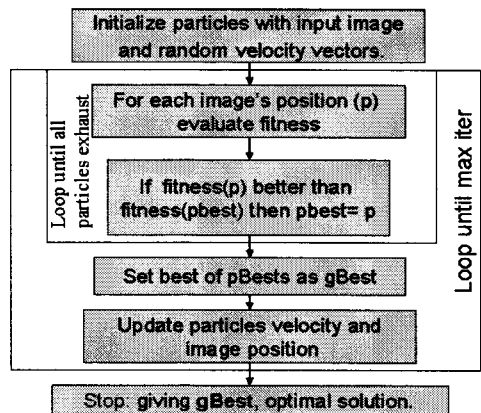 Initialize particles with input image
and random velocity vectors.
For each image's position (p)
evaluate fitness
If fitness(p) better than
fitness(pbest) then pbest= p
Loop until all
particles exhaust
Set best of pBests as gBest
Update particles velocity and
image position
Loop until max iter
Stop: giving gBest, optimal solution.